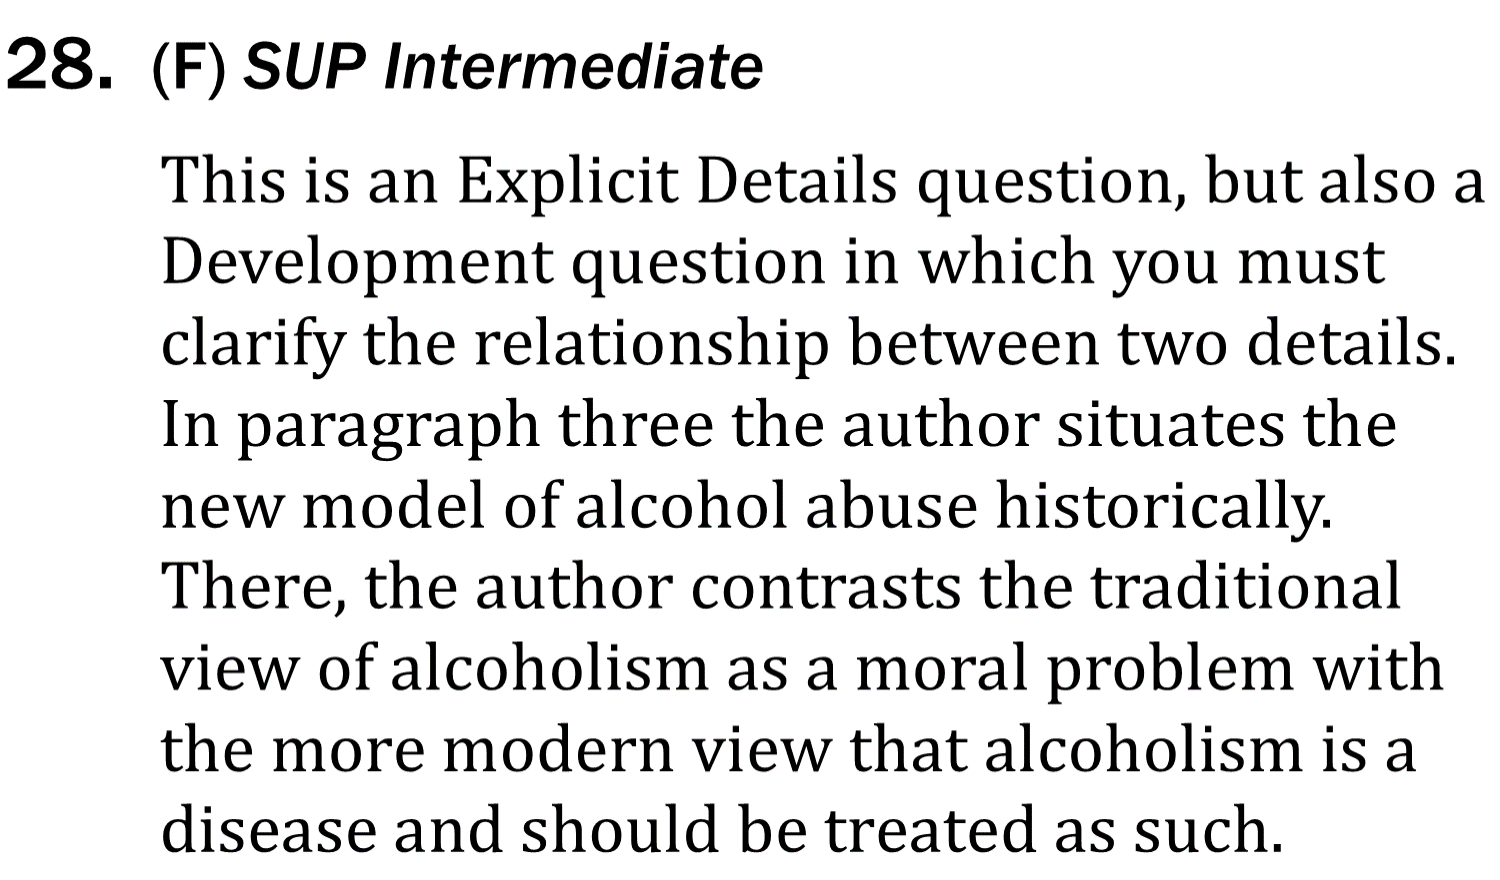 28. (F) SUP Intermediate
This is an Explicit Details question, but also a
Development question in which you must
clarify the relationship between two details.
In paragraph three the author situates the
new model of alcohol abuse historically.
There, the author contrasts the traditional
view of alcoholism as a moral problem with
the more modern view that alcoholism is a
disease and should be treated as such.